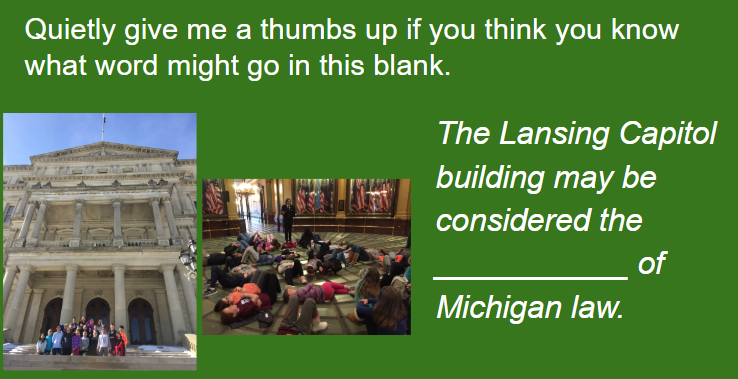 Quietly give me a thumbs up if you think you know
what word might go in this blank.
The Lansing Capitol
building may be
considered the
____________ of
Michigan law.